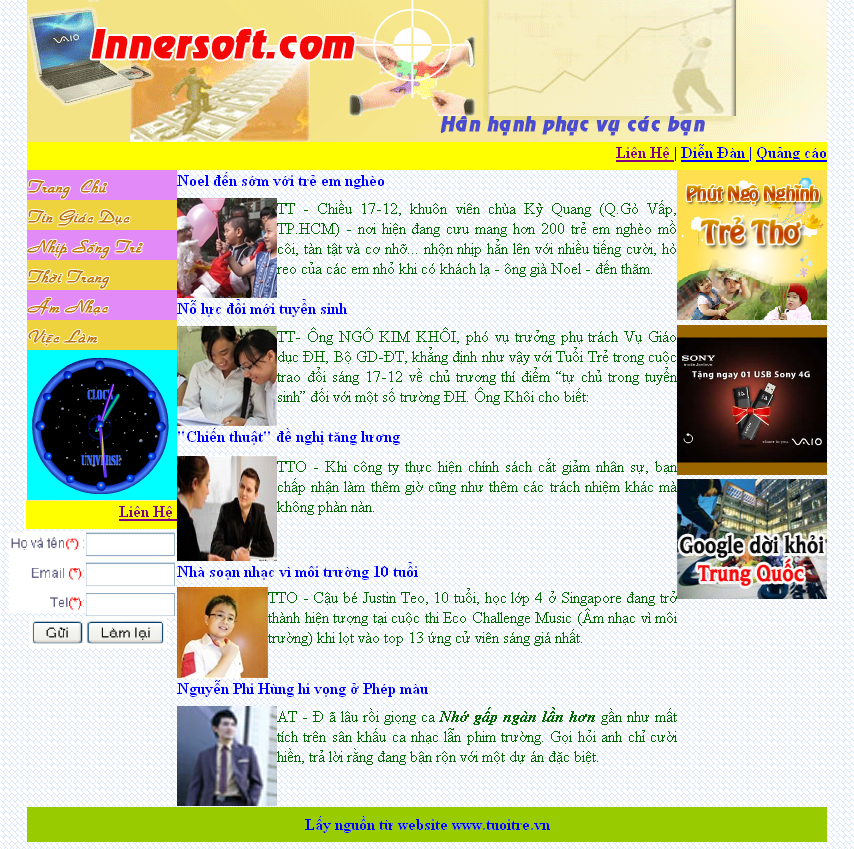 VAIO
Innersoft.com
Hân hạnh phục vụ các bạn
Liên Hệ | Diễn Đàn | Quảng cáo
Trang Chủ
Tin Giáo Dục
Nhịp Sống Trẻ
Thời Trang
Âm Nhạc
Việc Làm
CLOCK
UNIVERSE
Liên Hệ
Họ và tên(*)
Email (*)
Tel(*)
Gửi
Làm lại
Noel đến sớm với trẻ em nghèo
TT - Chiều 17-12, khuôn viên chùa Kỳ Quang (Q.Gò Vấp,
TP.HCM) - nơi hiện đang cưu mang hơn 200 trẻ em nghèo mồ
côi, tàn tật và cơ nhỡ... nhộn nhịp hẳn lên với nhiều tiếng cười, hò
reo của các em nhỏ khi có khách lạ - ông già Noel - đến thăm.
Nỗ lực đổi mới tuyển sinh
TT- Ông NGÔ KIM KHÔI, phó vụ trưởng phụ trách Vụ Giáo
dục ĐH, Bộ GD-ĐT, khẳng định như vậy với Tuổi Trẻ trong cuộc
trao đổi sáng 17-12 về chủ trương thí điểm “tự chủ trong tuyển
sinh” đối với một số trường ĐH. Ông Khôi cho biết:
"Chiến thuật" đề nghị tăng lương
TTO - Khi công ty thực hiện chính sách cắt giảm nhân sự, bạn
chấp nhận làm thêm giờ cũng như thêm các trách nhiệm khác mà
không phàn nàn.
Nhà soạn nhạc vì môi trường 10 tuổi
TTO - Cậu bé Justin Teo, 10 tuổi, học lớp 4 ở Singapore đang trở
thành hiện tượng tại cuộc thi Eco Challenge Music (Âm nhạc vì môi
trường) khi lọt vào top 13 ứng cử viên sáng giá nhất.
Nguyễn Phi Hùng hi vọng ở Phép màu
AT - Đ ã lâu rồi giọng ca Nhớ gấp ngàn lần hơn gần như mất
tích trên sân khấu ca nhạc lẫn phim trường. Gọi hỏi anh chỉ cười
hiền, trả lời rằng đang bận rộn với một dự án đặc biệt.
Phút Ngộ Nghĩnh
Trẻ Thơ
SONY
Tặng ngay 01 USB Sony 4G
VAIO
Google dời khỏi
Trung Quốc
Lấy nguồn từ website www.tuoitre.vn